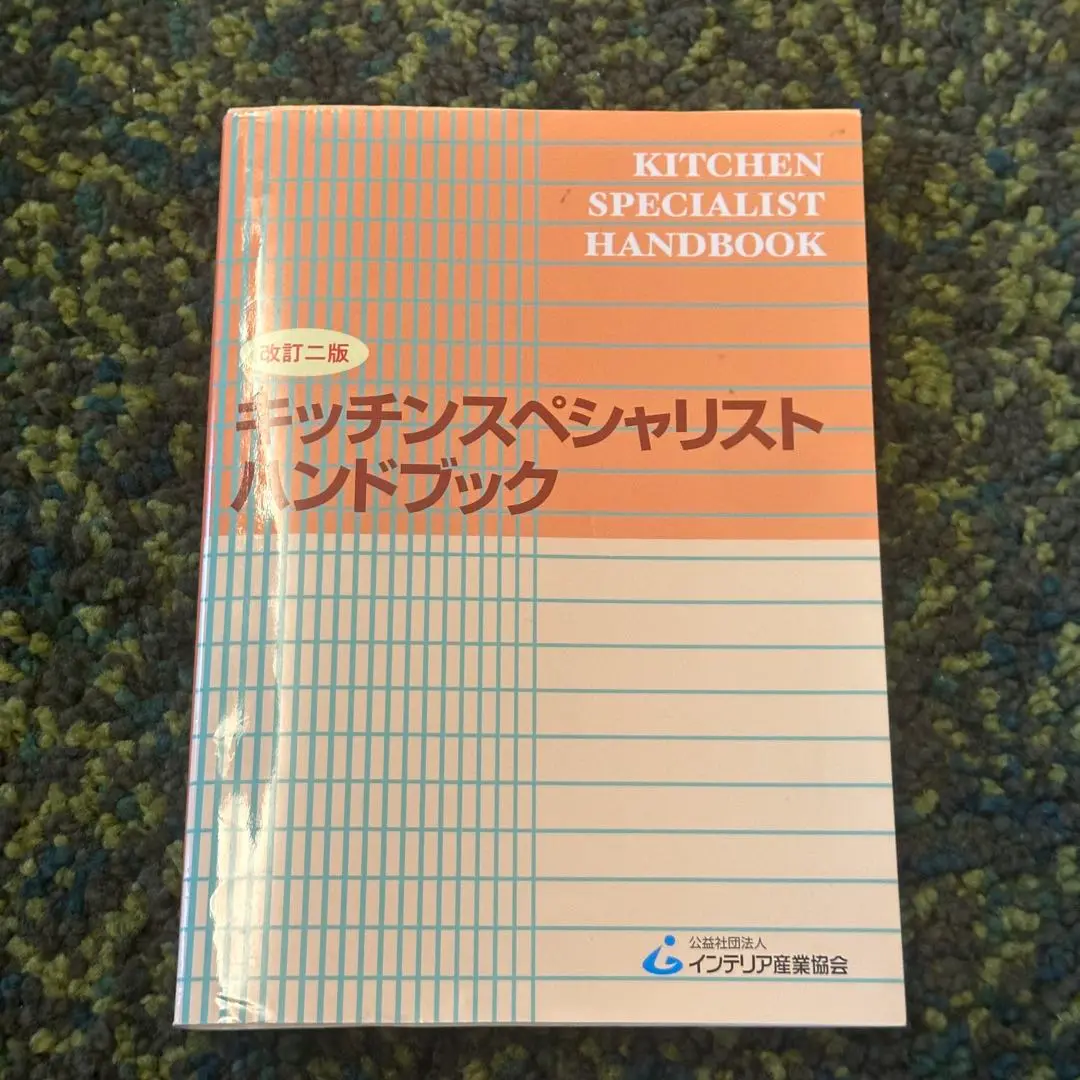 KITCHEN
SPECIALIST
HANDBOOK
改訂二版
キッチンスペシャリスト
ハンドブック
公益社団法人
インテリア産業協会